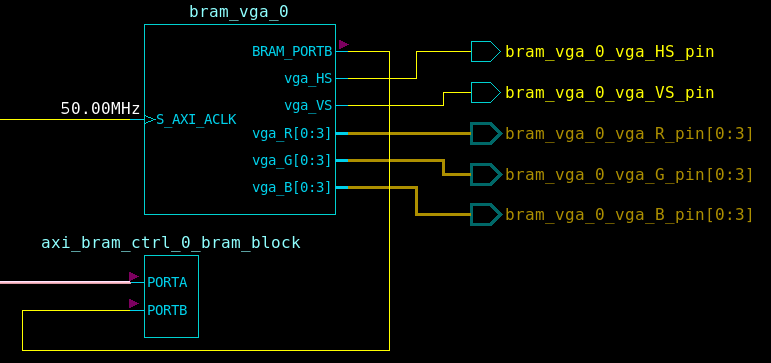 bram_vga_0
BRAM_PORTB
bram_vga_0_vga_HS_pin
vga_HS
bram_vga_0_vga_VS_pin
vga_VS
50.00MHz
S_AXI_ACLK
vga_R[0:3]
bram_vga_0_vga_R_pin[0:3]
vga_G[0:3]
bram_vga_0_vga_G_pin[0:3]
vga_B[0:3]
bram_vga_0_vga_B_pin[0:3]
axi_bram_ctrl_0_bram_block
PORTA
PORTB